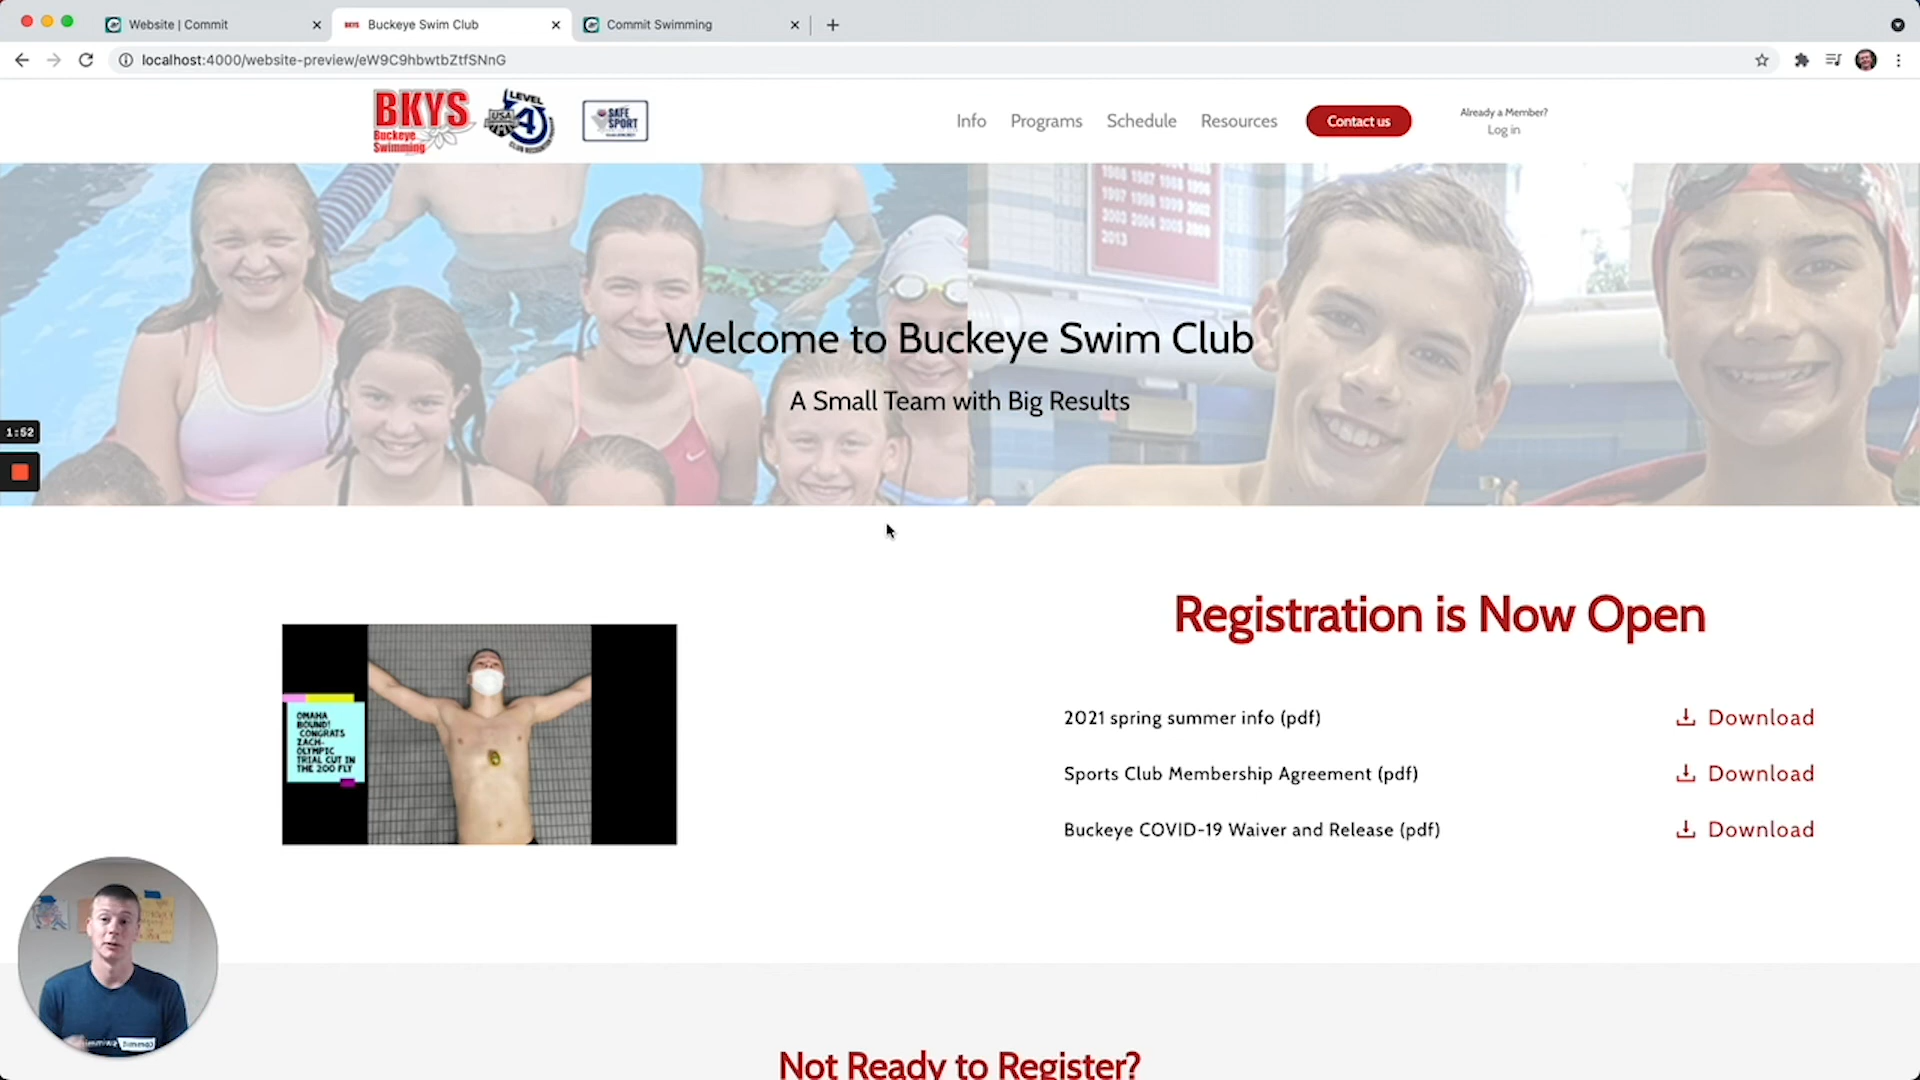 Website | Commit
Buckeye Swim Club
Commit Swimming
localhost:4000/website-preview/eW9C9hbwtbZtfSNnG
BKYS
Buckeye
Swimming
LEVEL
4
USA
SAFE
SPORT
Info
Programs
Schedule
Resources
Contact us
Already a Member?
Log in
2013
Welcome to Buckeye Swim Club
A Small Team with Big Results
1:52
Registration is Now Open
OMAHA
BOUND!
CONGRATS
ZACH-
OLYMPIC
TRIAL CUT IN
THE 200 FLY
2021 spring summer info (pdf)
Download
Sports Club Membership Agreement (pdf)
Download
Buckeye COVID-19 Waiver and Release (pdf)
Download
Not Ready to Register?